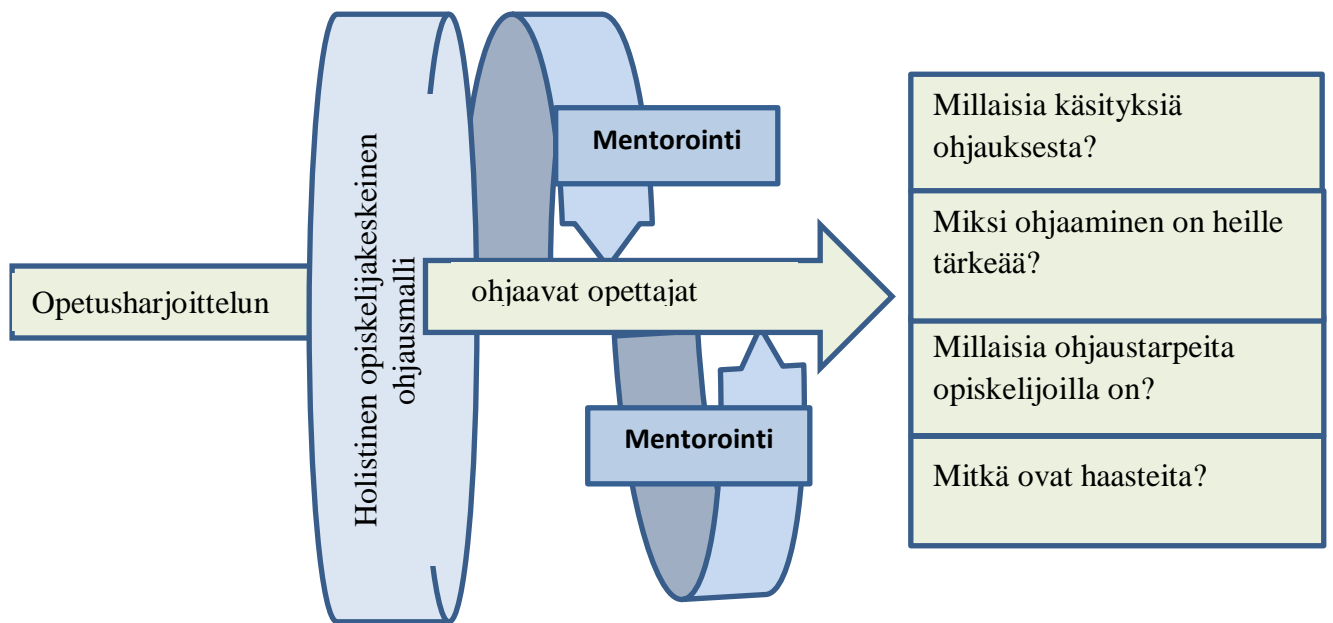 Opetusharjoittelun
Holistinen opiskelijakeskeinen
ohjausmalli
ohjaavat opettajat
Mentorointi
Mentorointi
Millaisia käsityksiä
ohjauksesta?
Miksi ohjaaminen on heille
tärkeää?
Millaisia ohjaustarpeita
opiskelijoilla on?
Mitkä ovat haasteita?